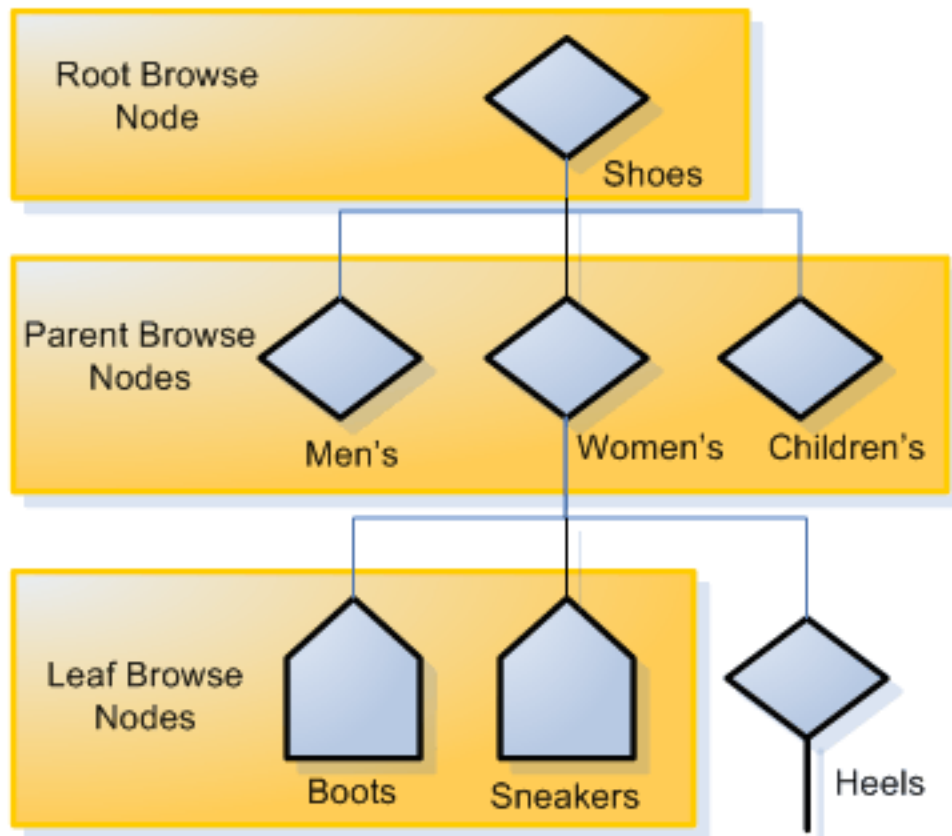 Root Browse
Node
Shoes
Parent Browse
Nodes
Men's
Women's
Children's
Leaf Browse
Nodes
Boots
Sneakers
Heels